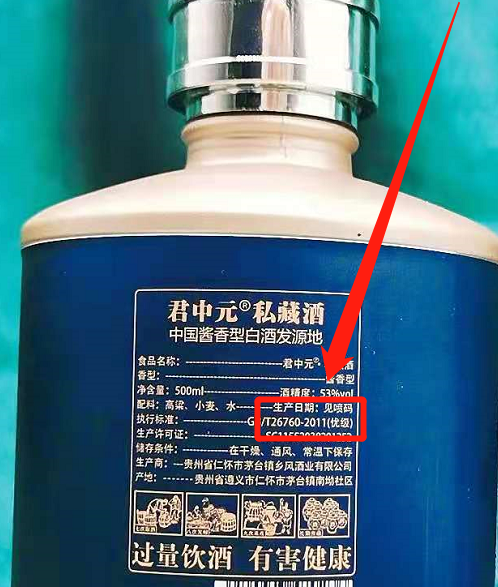 君中元®私藏酒
中国酱香型白酒发源地
食品名称：君中元® 酒
香型：酱香型
净含量：500ml 酒精度：53%vol
配料：高粱、小麦、水 生产日期：见喷码
执行标准：G /T26760-2011(优级)
生产许可证：
储存条件：在干燥、通风、常温下保存
生产商：贵州省仁怀市茅台镇乡风酒业有限公司
产地：贵州省遵义市仁怀市茅台镇南坳社区
过量饮酒 有害健康